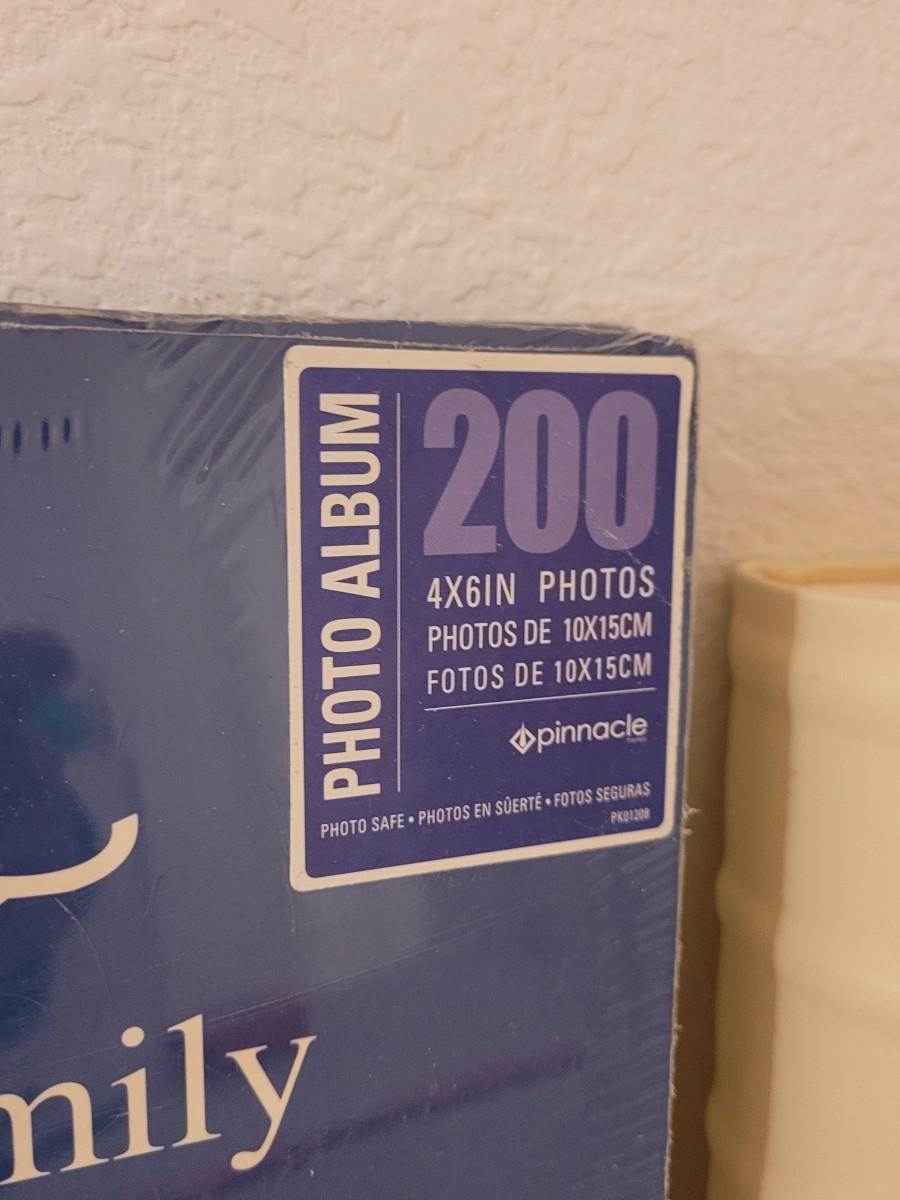 PHOTO ALBUM
200
4X6IN PHOTOS
PHOTOS DE 10X15CM
FOTOS DE 10X15CM
pinnacle
PHOTO SAFE • PHOTOS EN SÛERTÉ • FOTOS SEGURAS
PK01208
mily